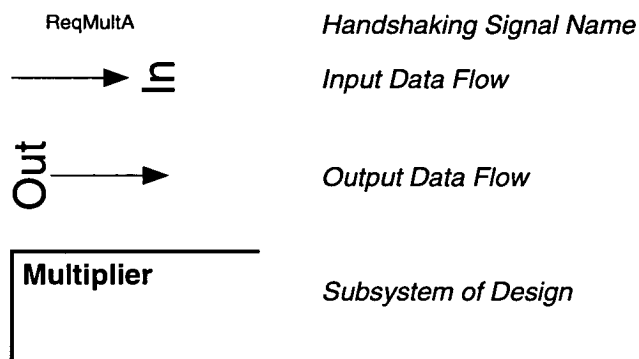 ReqMultA Handshaking Signal Name
In Input Data Flow
Out Output Data Flow
Multiplier
Subsystem of Design